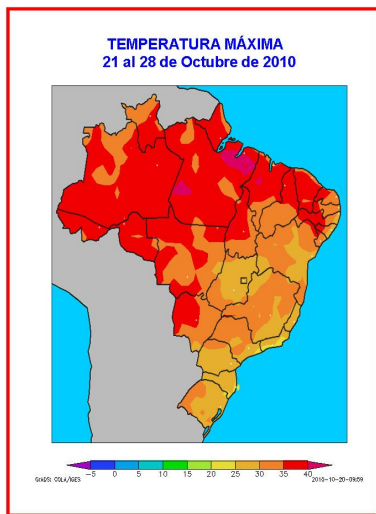 TEMPERATURA MÁXIMA
21 al 28 de Octubre de 2010
-5 0 5 10 15 20 25 30 35 40
GrADS: COLA/IGES 2010-10-20-09:59